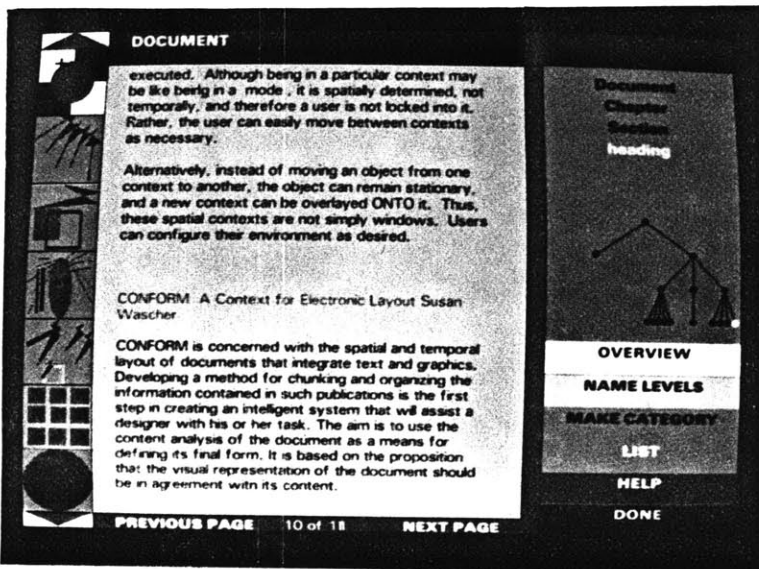 DOCUMENT
executed. Although being in a particular context may
be like being in a mode , it is spatially determined, not
temporally, and therefore a user is not locked into it.
Rather, the user can easily move between contexts
as necessary.
Alternatively, instead of moving an object from one
context to another, the object can remain stationary,
and a new context can be overlayed ONTO it. Thus,
these spatial contexts are not simply windows. Users
can configure their environment as desired.
CONFORM A Context for Electronic Layout Susan
Wascher
CONFORM is concerned with the spatial and temporal
layout of documents that integrate text and graphics.
Developing a method for chunking and organizing the
information contained in such publications is the first
step in creating an intelligent system that will assist a
designer with his or her task. The aim is to use the
content analysis of the document as a means for
defining its final form. It is based on the proposition
that the visual representation of the document should
be in agreement with its content.
PREVIOUS PAGE 10 of 18 NEXT PAGE
Document
Chapter
Section
heading
OVERVIEW
NAME LEVELS
MAKE CATEGORY
LIST
HELP
DONE